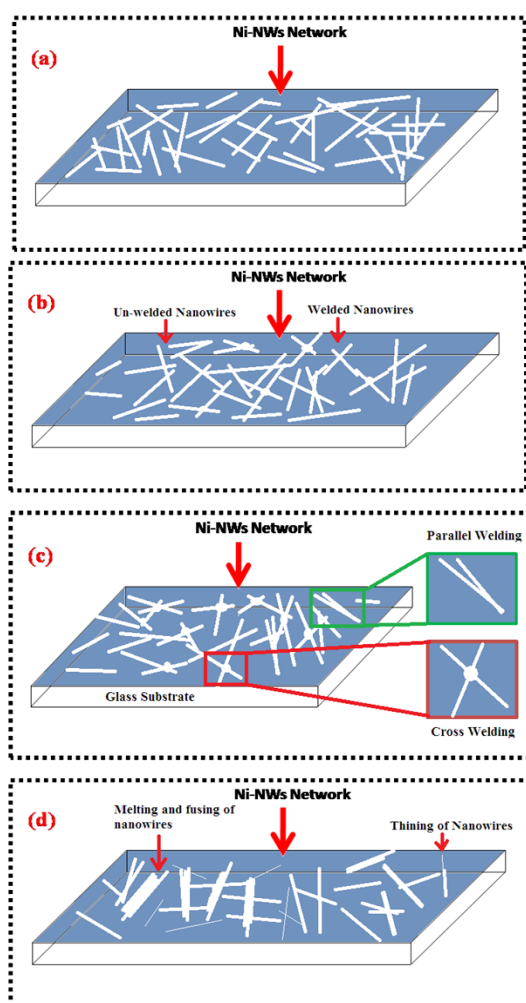 Ni-NWs Network
(a)
Ni-NWs Network
(b)
Un-welded Nanowires
Welded Nanowires
Ni-NWs Network
(c)
Parallel Welding
Glass Substrate
Cross Welding
Ni-NWs Network
(d)
Melting and fusing of
nanowires
Thining of Nanowires